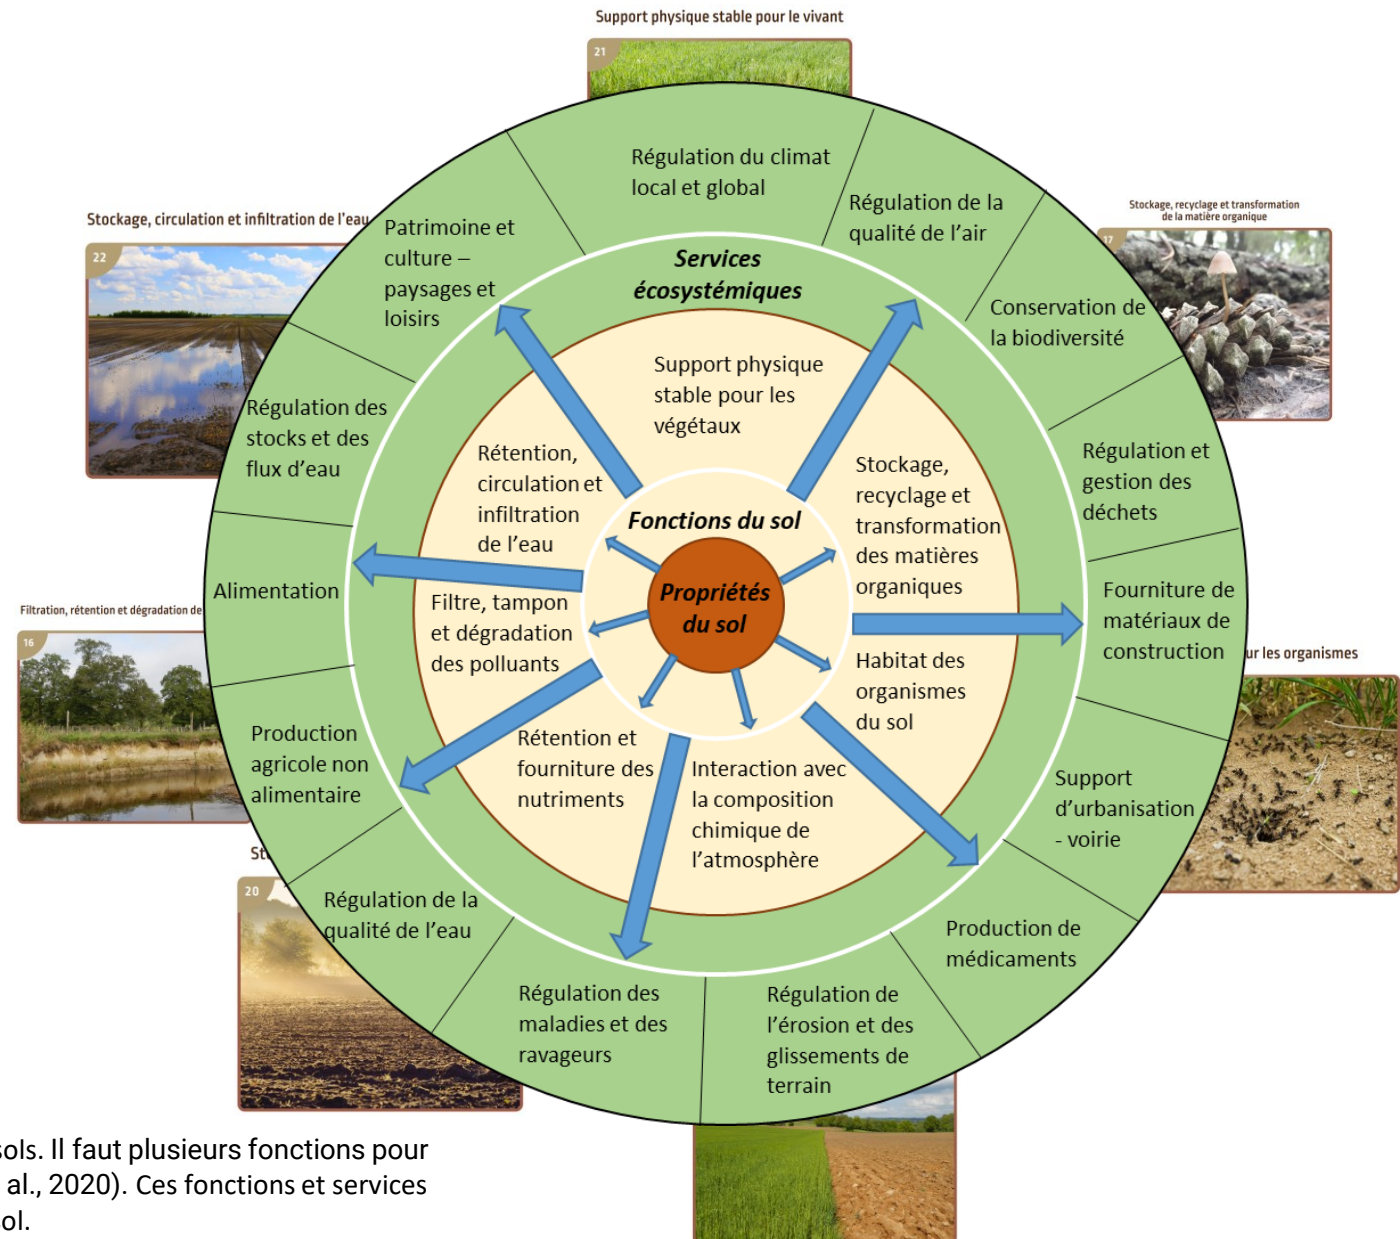 Support physique stable pour le vivant
21
Régulation du climat
local et global
Régulation de la
qualité de l'air
Stockage, recyclage et transformation
de la matière organique
17
Stockage, circulation et infiltration de l'eau
22
Patrimoine et
culture –
paysages et
loisirs
Services
écosystémiques
Conservation de
la biodiversité
Support physique
stable pour les
végétaux
Régulation des
stocks et des
flux d'eau
Rétention,
circulation et
infiltration
de l'eau
Stockage,
recyclage et
transformation
des matières
organiques
Régulation et
gestion des
déchets
Fonctions du sol
Propriétés
du sol
Alimentation
Filtre, tampon
et dégradation
des polluants
Fourniture de
matériaux de
construction
Filtration, rétention et dégradation de
16
Habitat des
organismes
du sol
ur les organismes
Production
agricole non
alimentaire
Rétention et
fourniture des
nutriments
Interaction avec
la composition
chimique de
l'atmosphère
Support
d'urbanisation
- voirie
20
Régulation de la
qualité de l'eau
Production de
médicaments
Régulation des
maladies et des
ravageurs
Régulation de
l'érosion et des
glissements de
terrain
sols. Il faut plusieurs fonctions pour
al., 2020). Ces fonctions et services
sol.